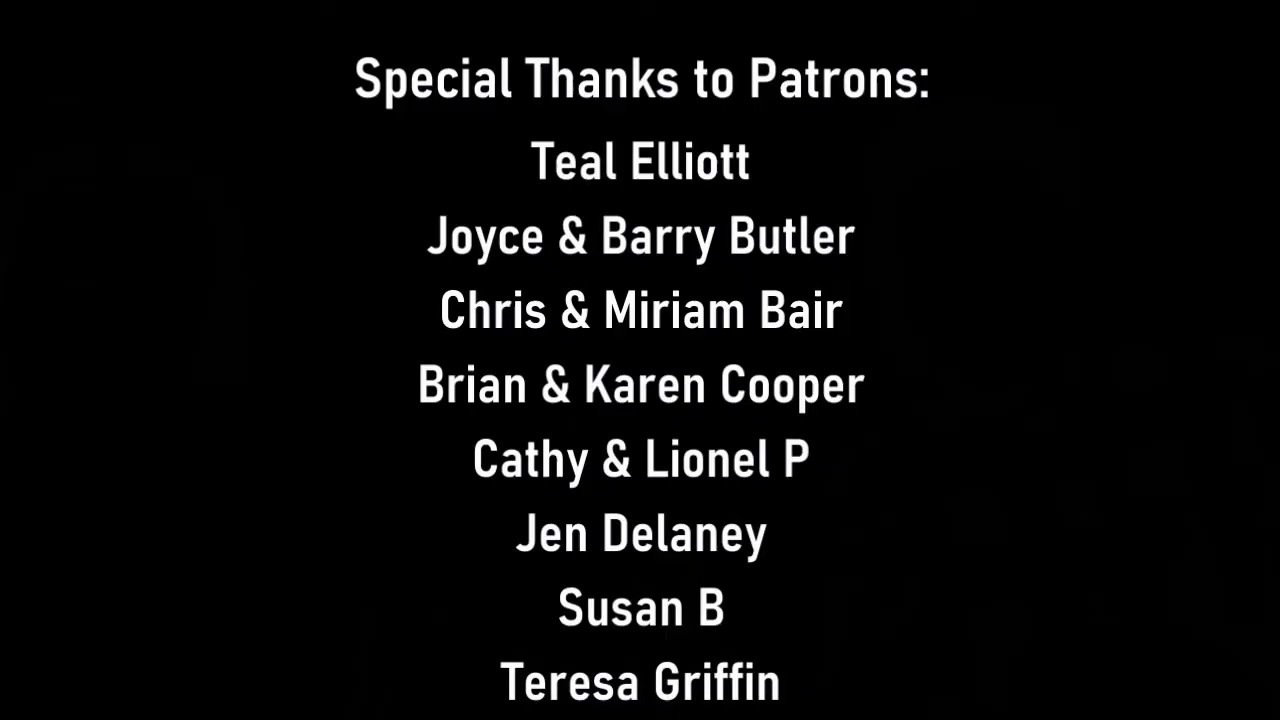 Special Thanks to Patrons:
Teal Elliott
Joyce & Barry Butler
Chris & Miriam Bair
Brian & Karen Cooper
Cathy & Lionel P
Jen Delaney
Susan B
Teresa Griffin